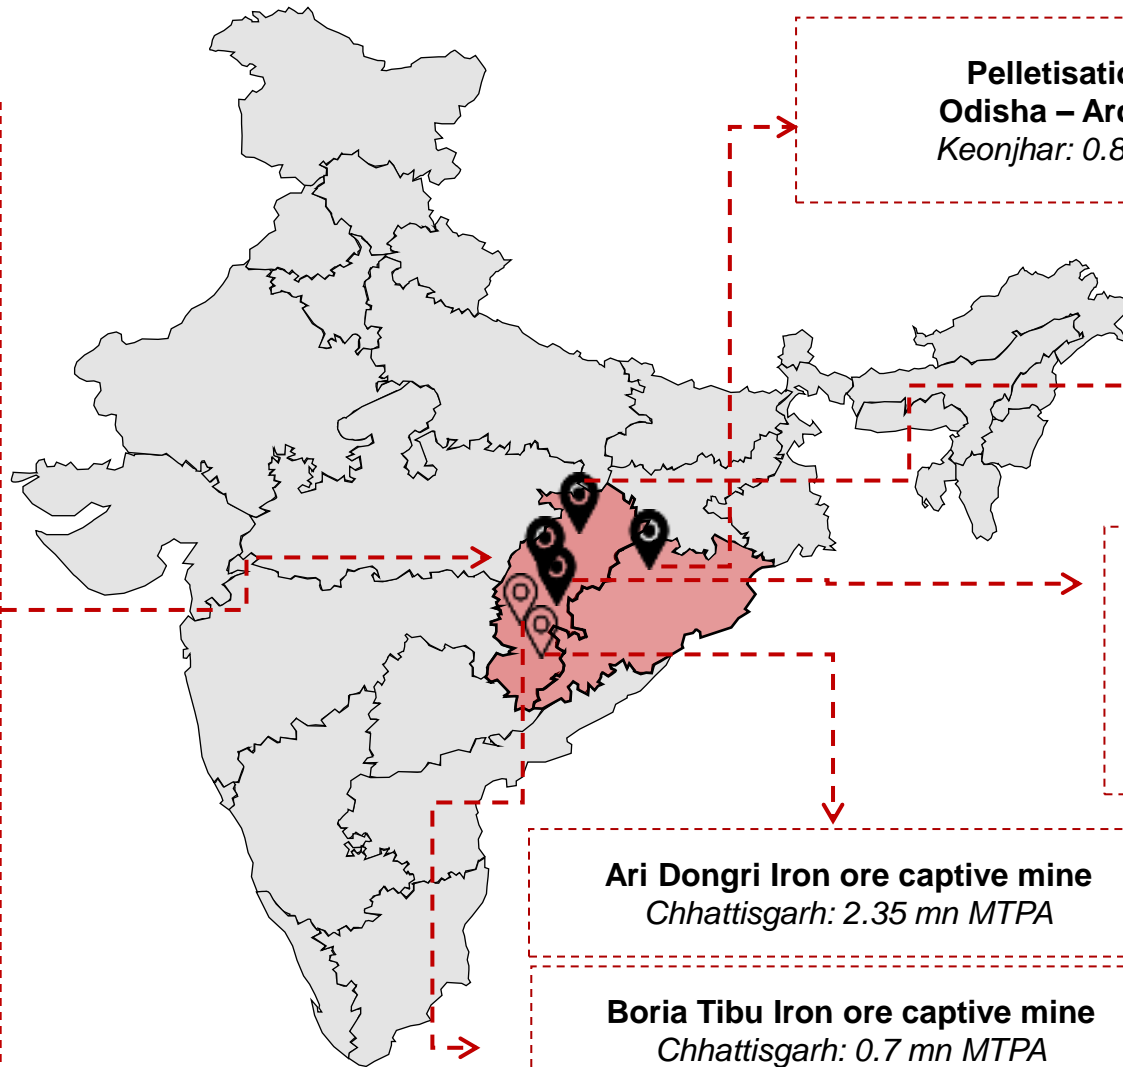 Pelletisatio
Odisha – Ard
Keonjhar: 0.8
Ari Dongri Iron ore captive mine
Chhattisgarh: 2.35 mn MTPA
Boria Tibu Iron ore captive mine
Chhattisgarh: 0.7 mn MTPA